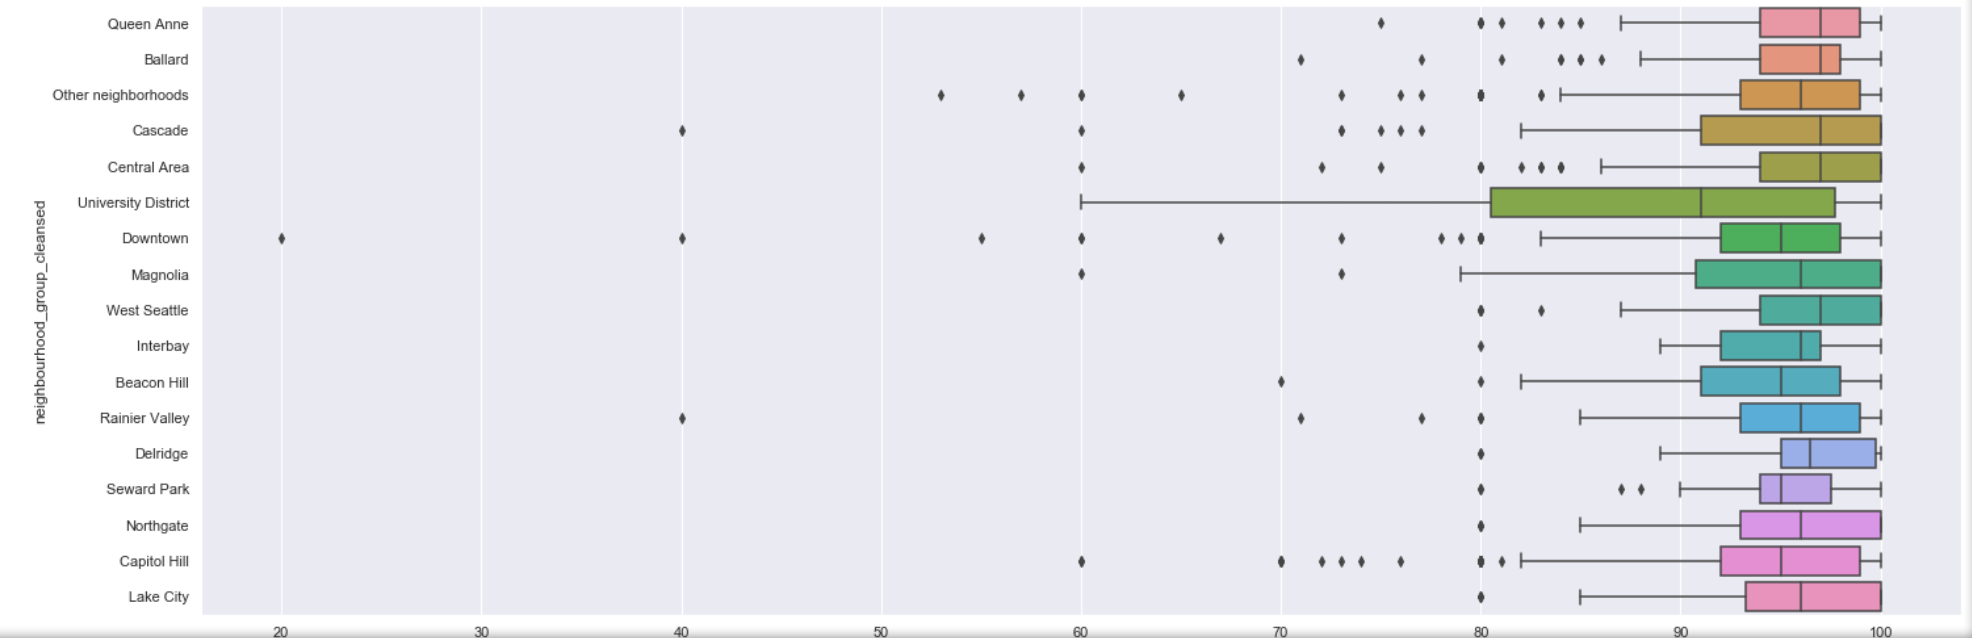 Queen Anne
Ballard
Other neighborhoods
Cascade
Central Area
University District
Downtown
Magnolia
West Seattle
Interbay
Beacon Hill
Rainier Valley
Delridge
Seward Park
Northgate
Capitol Hill
Lake City
neighbourhood_group_cleansed
20 30 40 50 60 70 80 90 100